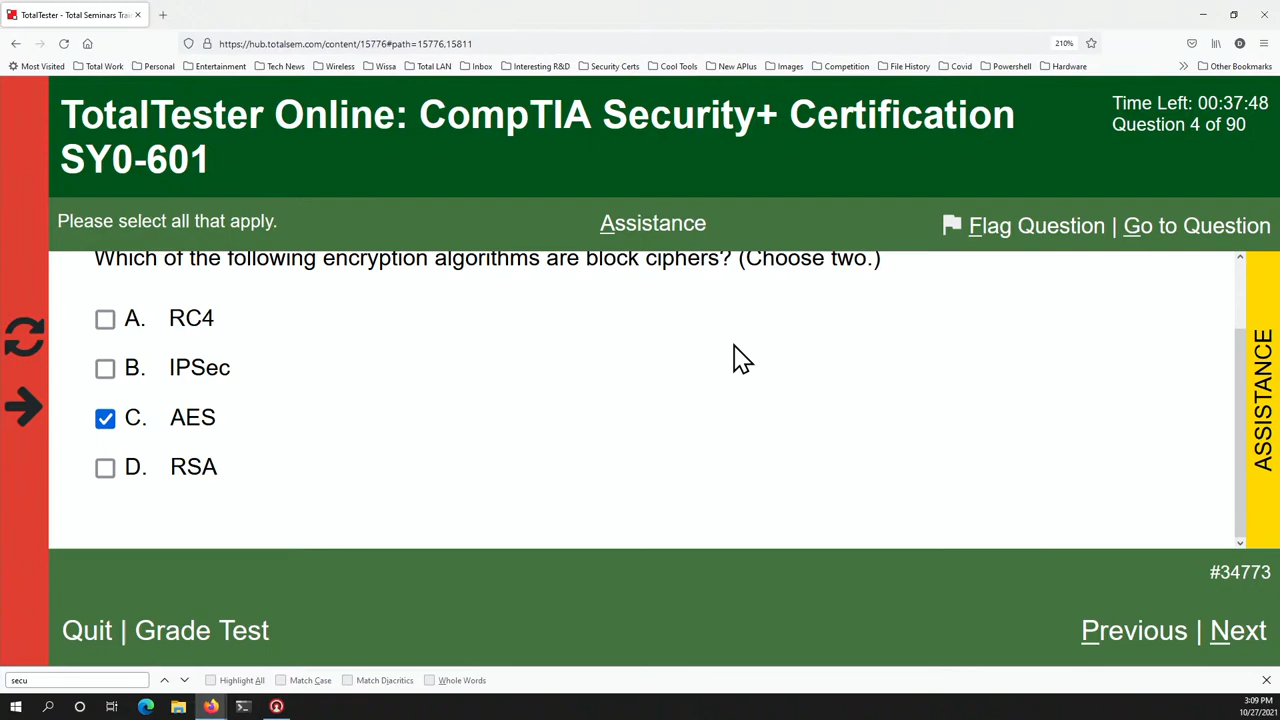 TotalTester - Total Seminars Trai
https://hub.totalsem.com/content/15776#path=15776.15811
210%
Most Visited Total Work Personal Entertainment Tech News Wireless Wissa Total LAN Inbox Interesting R&D Security Certs Cool Tools New APlus Images Competition File History Covid Powershell Hardware Other Bookmarks
TotalTester Online: CompTIA Security+ Certification
SY0-601
Time Left: 00:37:48
Question 4 of 90
Please select all that apply.
Assistance
Flag Question | Go to Question
Which of the following encryption algorithms are block ciphers? (Choose two.)
A. RC4
B. IPSec
C. AES
D. RSA
ASSISTANCE
#34773
Quit | Grade Test
Previous | Next
secu
Highlight All Match Case Match Diacritics Whole Words
3:09 PM
10/27/2021